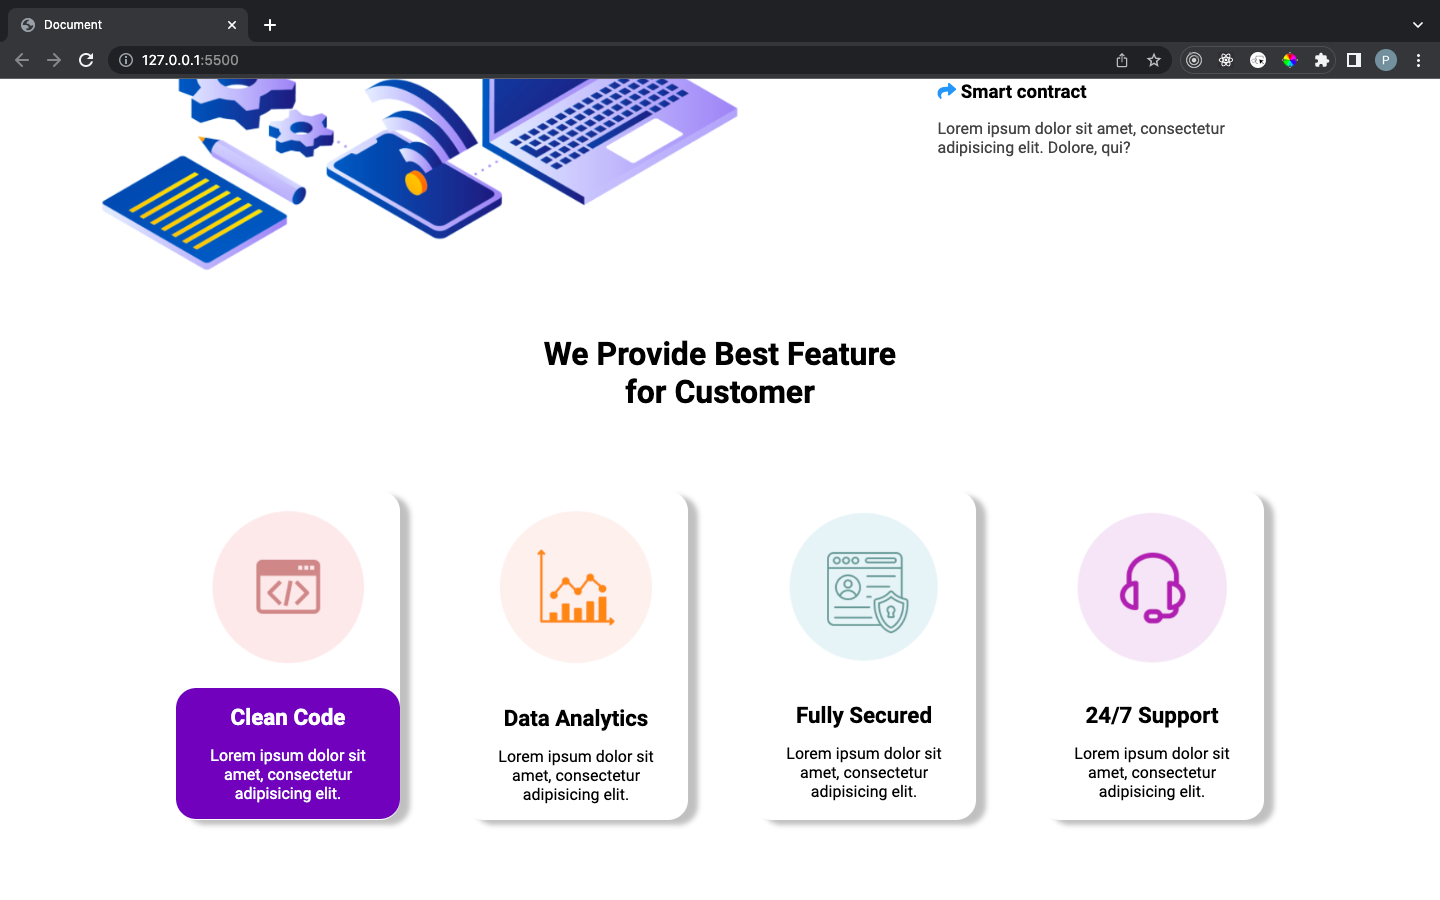 Document
127.0.0.1:5500
P
Smart contract
Lorem ipsum dolor sit amet, consectetur
adipisicing elit. Dolore, qui?
We Provide Best Feature
for Customer
Clean Code
Lorem ipsum dolor sit
amet, consectetur
adipisicing elit.
Data Analytics
Lorem ipsum dolor sit
amet, consectetur
adipisicing elit.
Fully Secured
Lorem ipsum dolor sit
amet, consectetur
adipisicing elit.
24/7 Support
Lorem ipsum dolor sit
amet, consectetur
adipisicing elit.